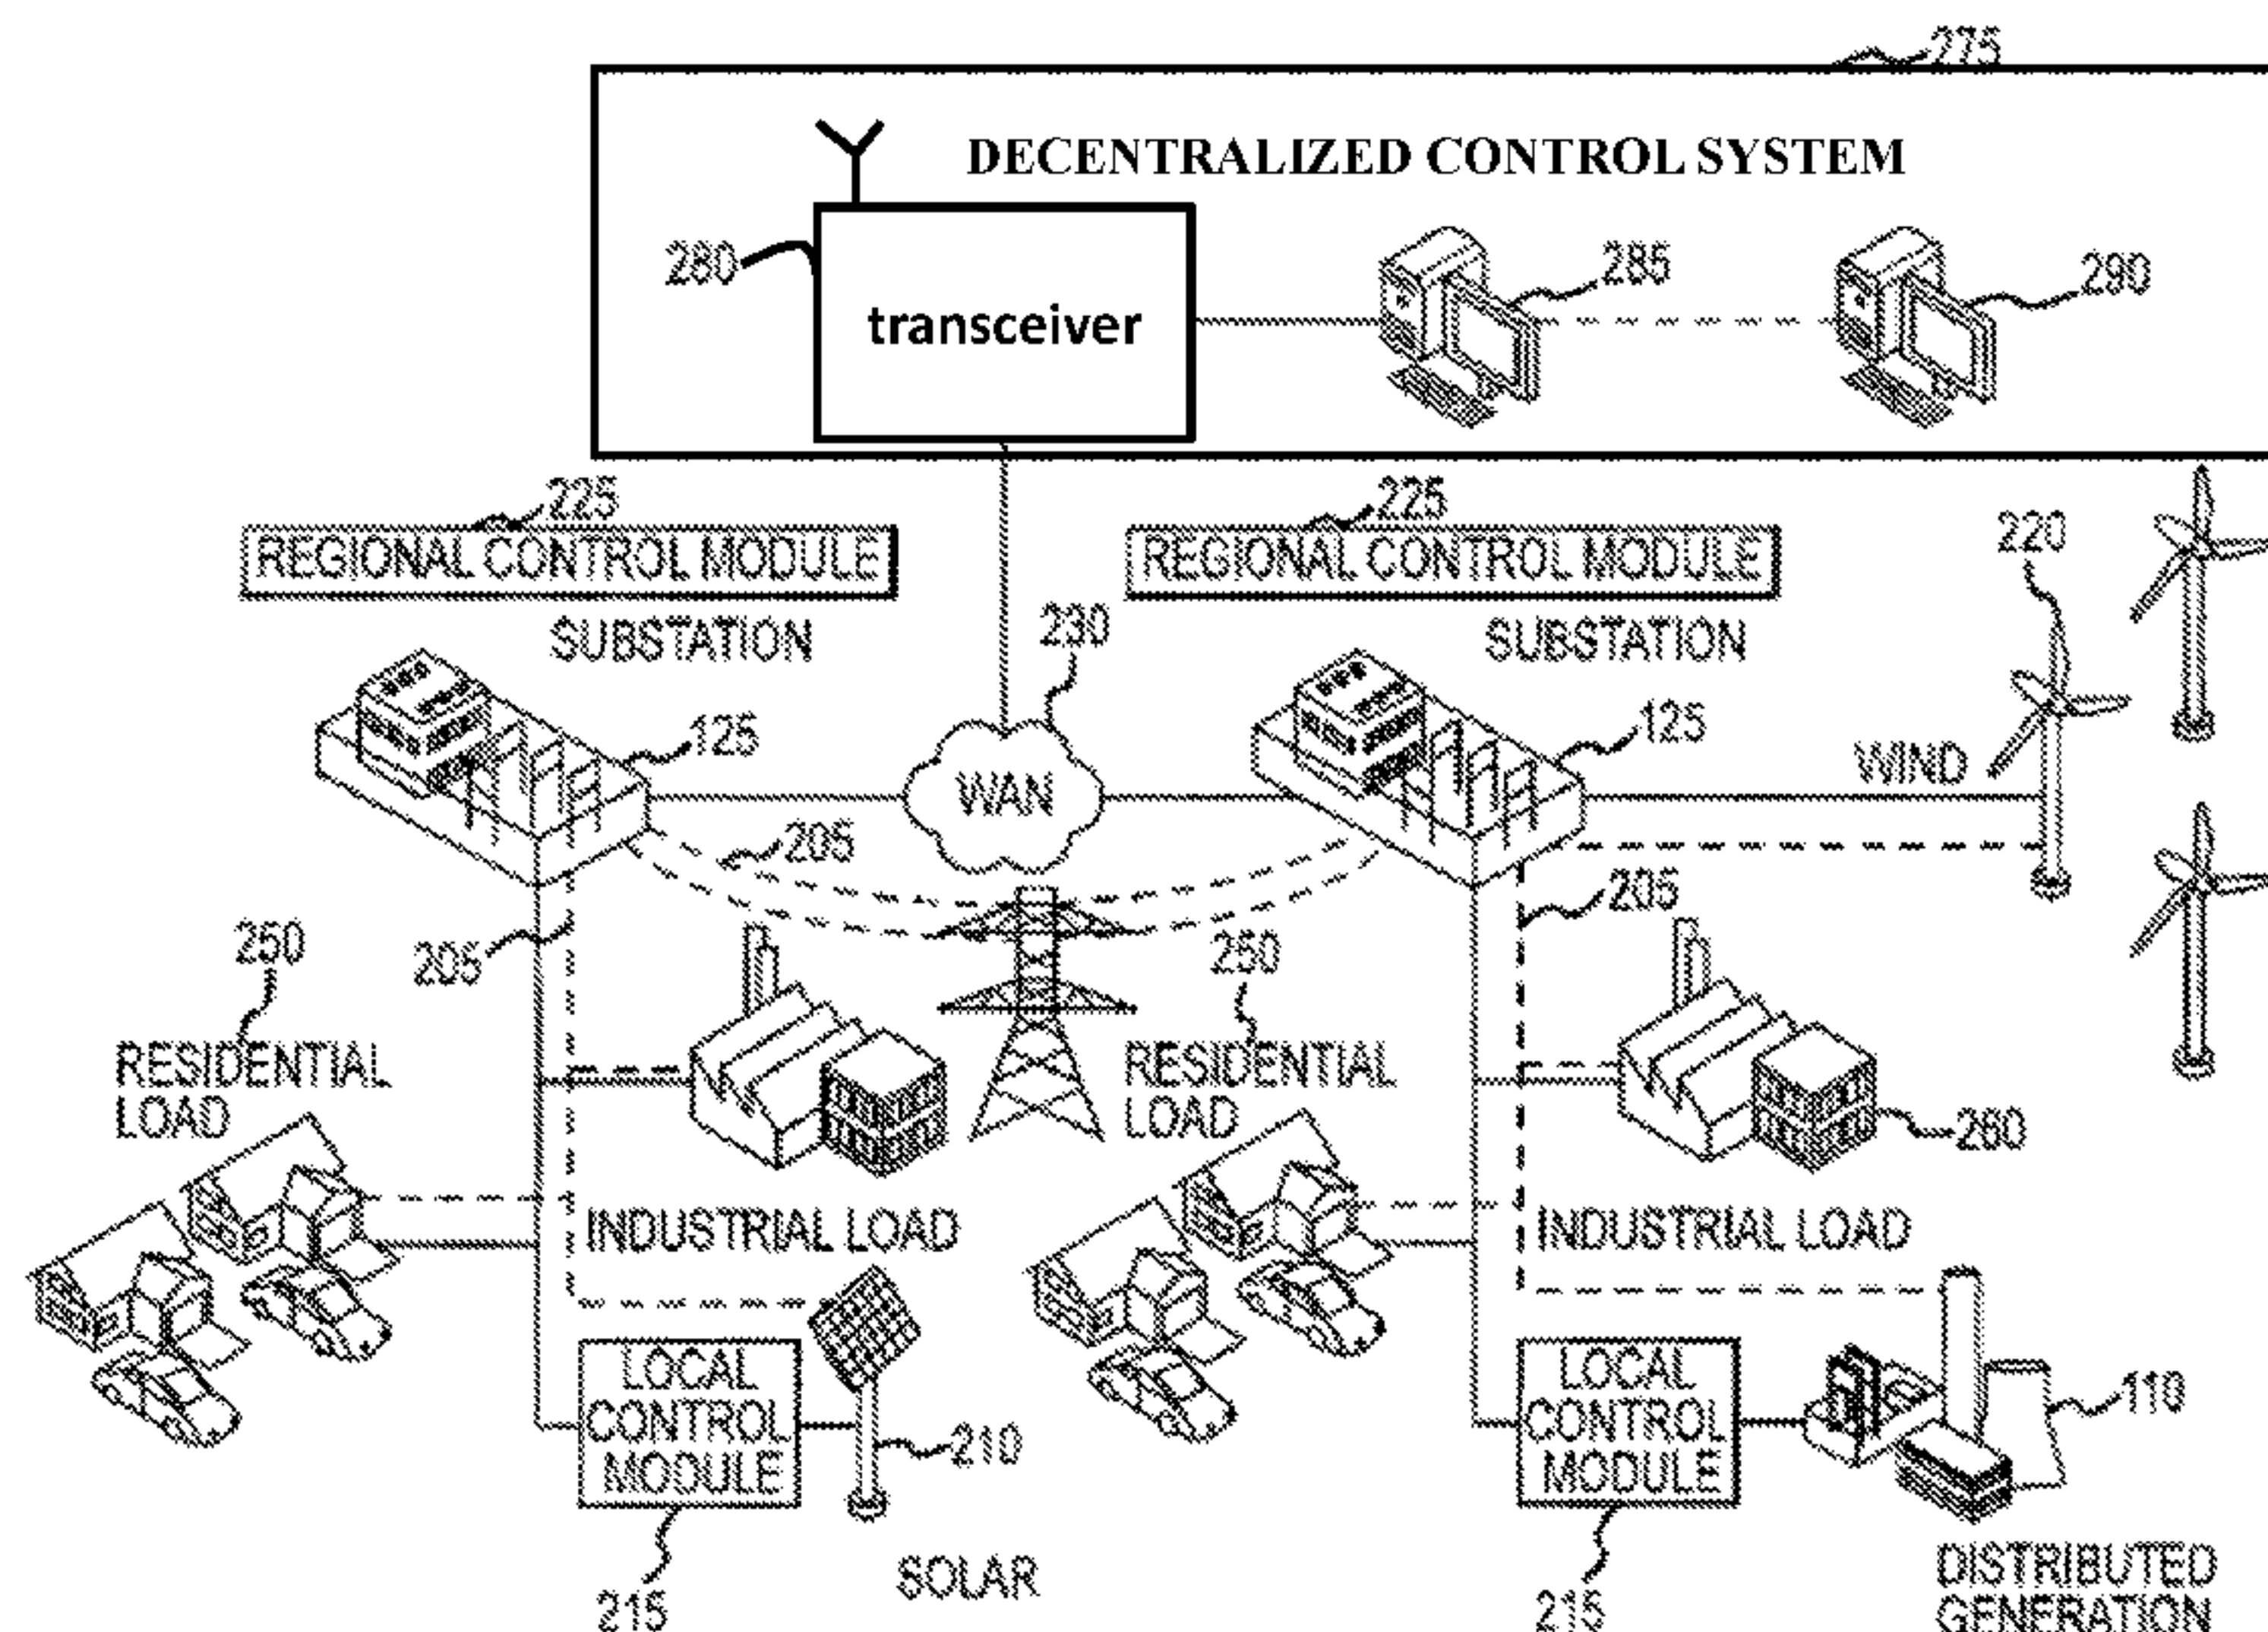 275
DECENTRALIZED CONTROL SYSTEM
280
transceiver
285
290
225
REGIONAL CONTROL MODULE
225
REGIONAL CONTROL MODULE
220
SUBSTATION
230
SUBSTATION
125
WAN
125
WIND
205
205
205
250
250
RESIDENTIAL
LOAD
RESIDENTIAL
LOAD
260
INDUSTRIAL LOAD
INDUSTRIAL LOAD
LOCAL
CONTROL
MODULE
210
LOCAL
CONTROL
MODULE
110
215
SOLAR
215
DISTRIBUTED
GENERATION